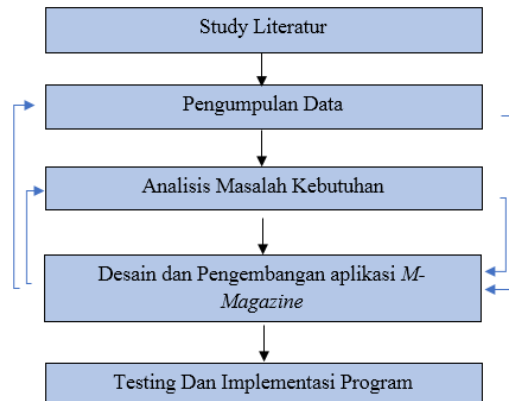 Study Literatur
Pengumpulan Data
Analisis Masalah Kebutuhan
Desain dan Pengembangan aplikasi M-
Magazine
Testing Dan Implementasi Program